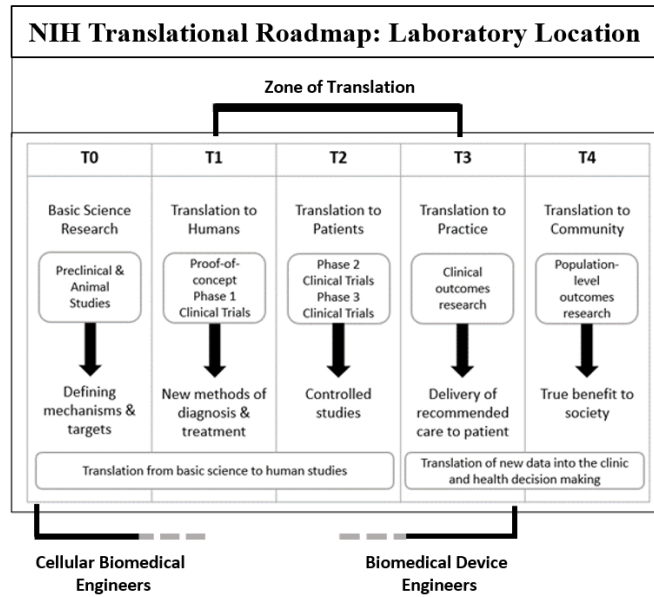 NIH Translational Roadmap: Laboratory Location
Zone of Translation
T0
T1
T2
T3
T4
Basic Science
Research
Translation to
Humans
Translation to
Patients
Translation to
Practice
Translation to
Community
Preclinical &
Animal
Studies
Proof-of-
concept
Phase 1
Clinical Trials
Phase 2
Clinical Trials
Phase 3
Clinical Trials
Clinical
outcomes
research
Population-
level
outcomes
research
Defining
mechanisms &
targets
New methods of
diagnosis &
treatment
Controlled
studies
Delivery of
recommended
care to patient
True benefit to
society
Translation from basic science to human studies
Translation of new data into the clinic
and health decision making
Cellular Biomedical
Engineers
Biomedical Device
Engineers